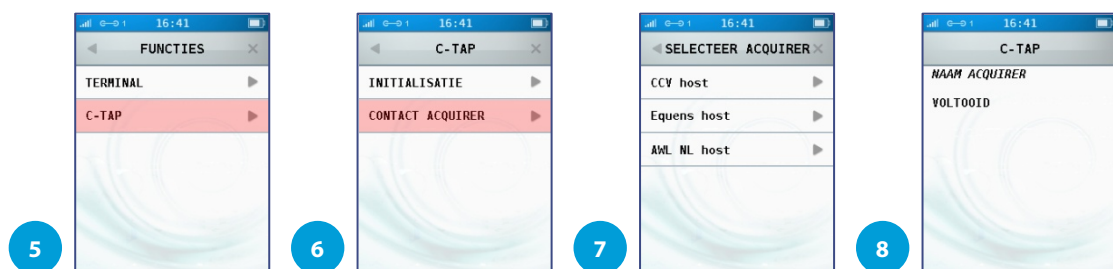 16:41
FUNCTIES
TERMINAL
C-TAP
5
16:41
C-TAP
INITIALISATIE
CONTACT ACQUIRER
6
16:41
SELECTEER ACQUIRER
CCV host
Equens host
AWL NL host
7
16:41
C-TAP
NAAM ACQUIRER
VOLTOOID
8